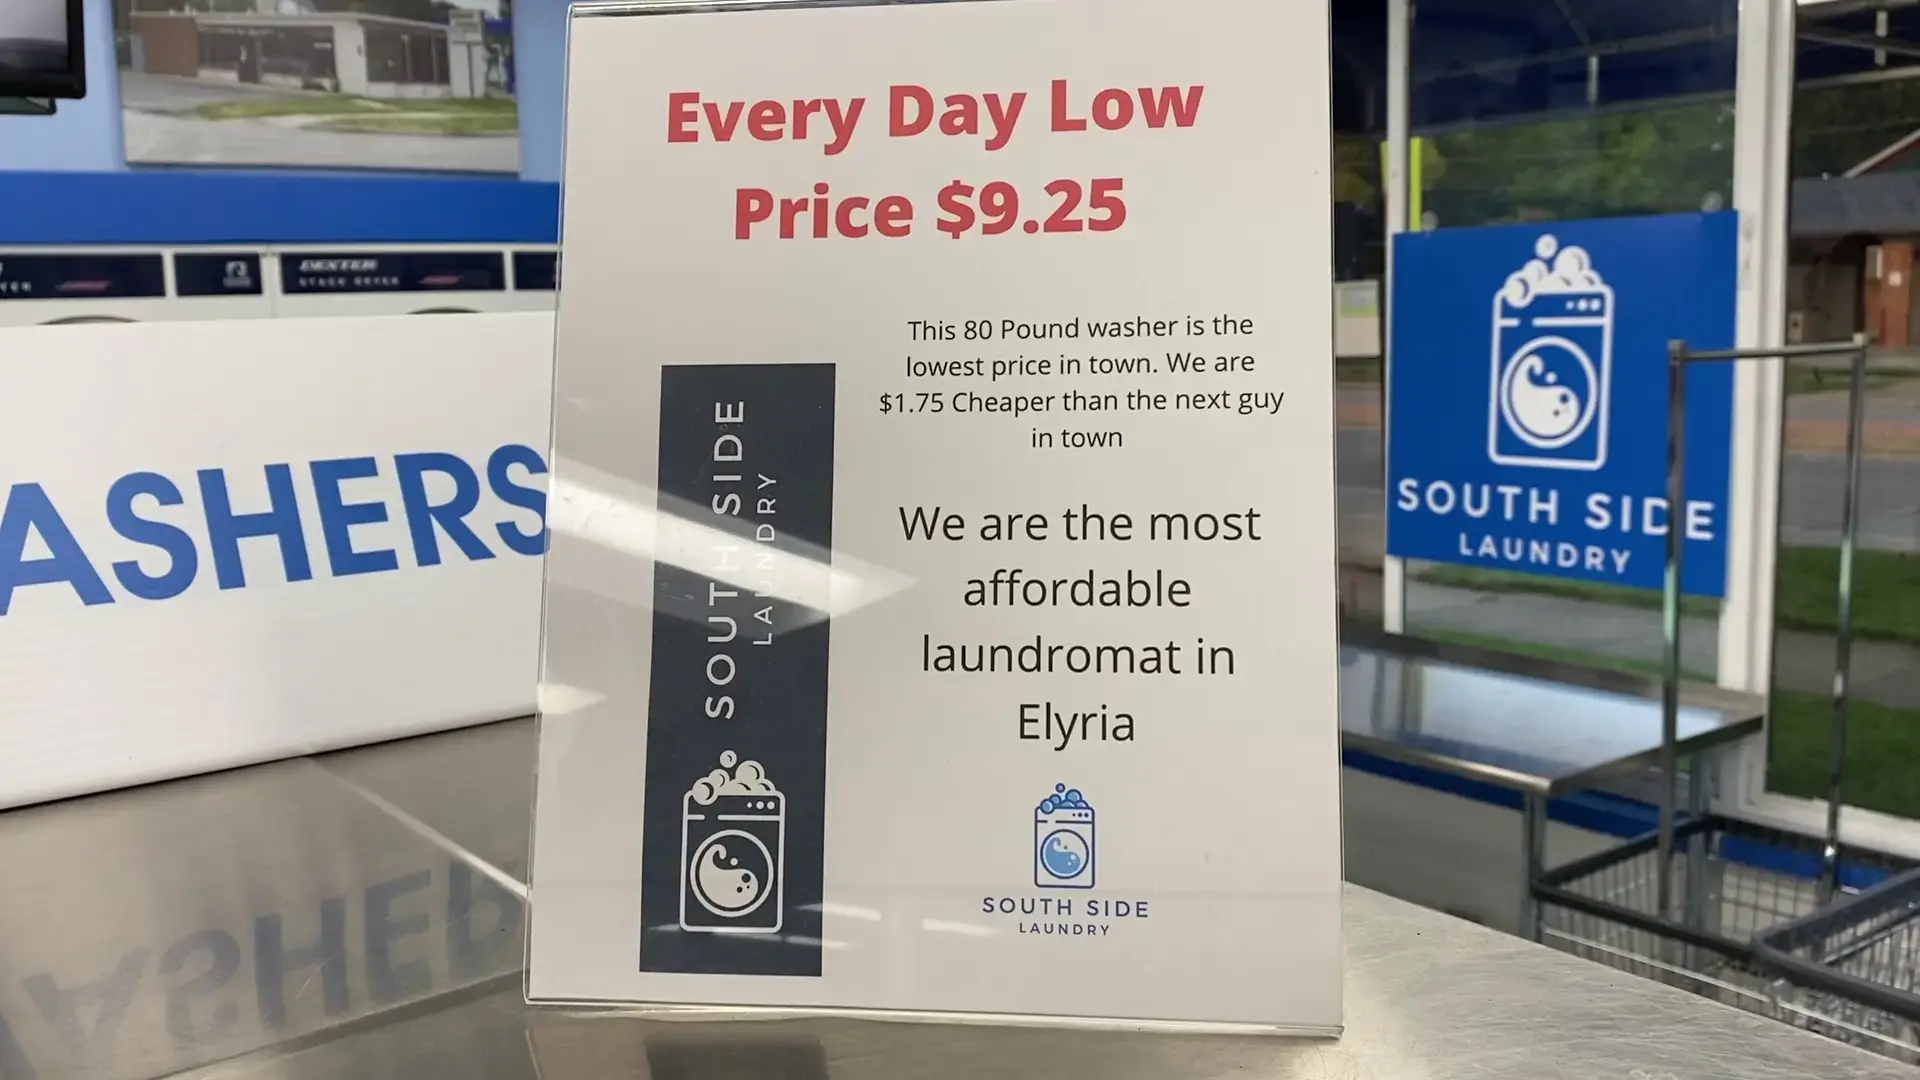 Every Day Low
Price $9.25
This 80 Pound washer is the
lowest price in town. We are
$1.75 Cheaper than the next guy
in town
We are the most
affordable
laundromat in
Elyria
SOUTH SIDE
LAUNDRY
SOUTH SIDE
LAUNDRY
ASHERS
DEXTER
STACK DRYER
SOUTH SIDE
LAUNDRY